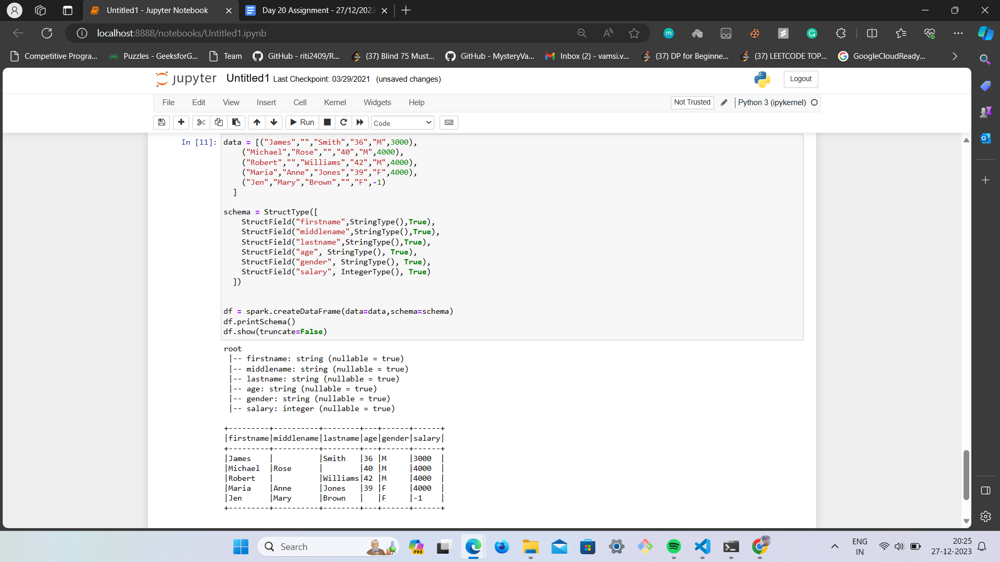 Untitled1 - Jupyter Notebook
Day 20 Assignment - 27/12/2023
localhost:8888/notebooks/Untitled1.ipynb
Competitive Progra...
Puzzles - GeeksforG...
Team
GitHub - riti2409/R...
(37) Blind 75 Must...
GitHub - MysteryVa...
Inbox (2) - vamsi.v...
(37) DP for Beginne...
(37) LEETCODE TOP...
GoogleCloudReady...
jupyter Untitled1 Last Checkpoint: 03/29/2021 (unsaved changes)
Logout
File Edit View Insert Cell Kernel Widgets Help
Not Trusted
Python 3 (ipykernel)
Run
Code
In [11]:
data = [("James","","Smith","36","M",3000),
    ("Michael","Rose","","40","M",4000),
    ("Robert","","Williams","42","M",4000),
    ("Maria","Anne","Jones","39","F",4000),
    ("Jen","Mary","Brown","","F",-1)
  ]
schema = StructType([
    StructField("firstname",StringType(),True),
    StructField("middlename",StringType(),True),
    StructField("lastname",StringType(),True),
    StructField("age", StringType(), True),
    StructField("gender", StringType(), True),
    StructField("salary", IntegerType(), True)
  ])
df = spark.createDataFrame(data=data,schema=schema)
df.printSchema()
df.show(truncate=False)
root
 |-- firstname: string (nullable = true)
 |-- middlename: string (nullable = true)
 |-- lastname: string (nullable = true)
 |-- age: string (nullable = true)
 |-- gender: string (nullable = true)
 |-- salary: integer (nullable = true)
+---------+----------+--------+---+------+------+
|firstname|middlename|lastname|age|gender|salary|
+---------+----------+--------+---+------+------+
|James    |          |Smith   |36 |M     |3000  |
|Michael  |Rose      |        |40 |M     |4000  |
|Robert   |          |Williams|42 |M     |4000  |
|Maria    |Anne      |Jones   |39 |F     |4000  |
|Jen      |Mary      |Brown   |   |F     |-1    |
+---------+----------+--------+---+------+------+
Search
PRE
ENG
IN
20:25
27-12-2023